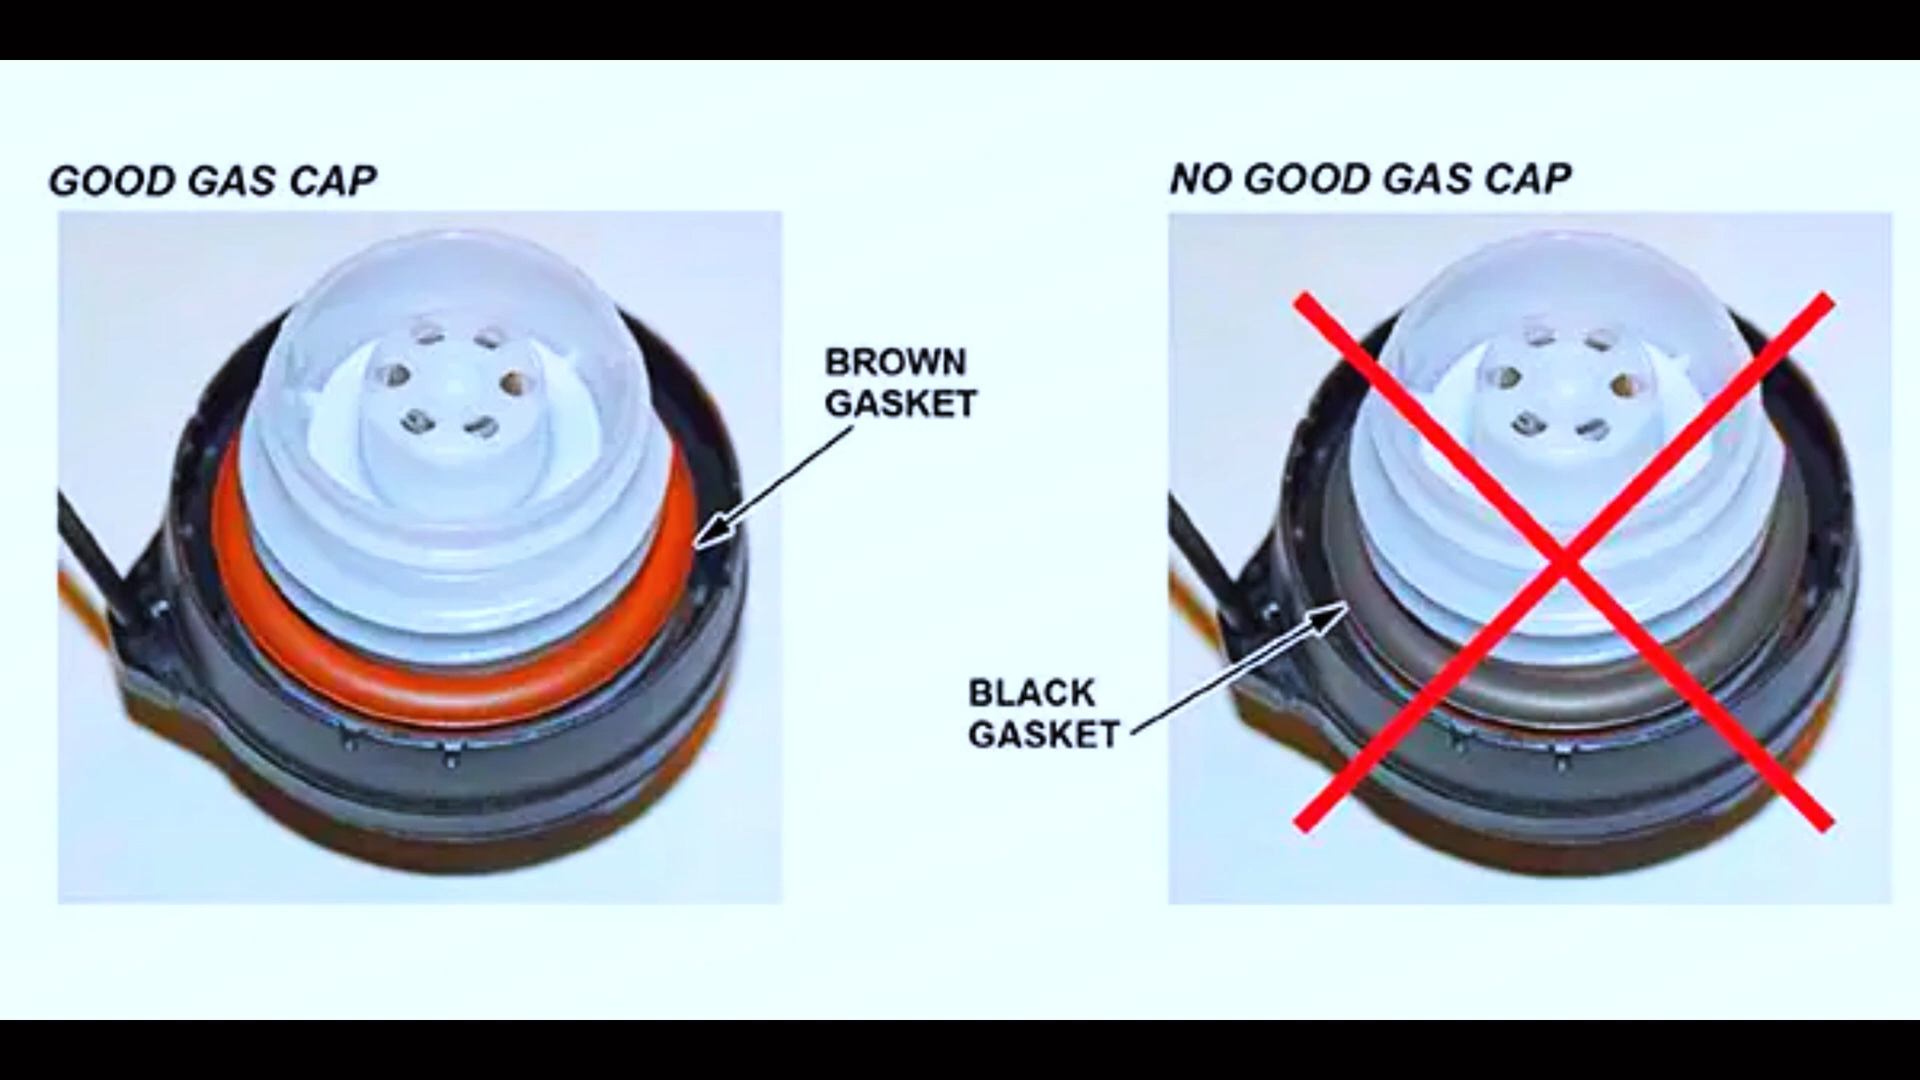 GOOD GAS CAP
BROWN
GASKET
NO GOOD GAS CAP
BLACK
GASKET